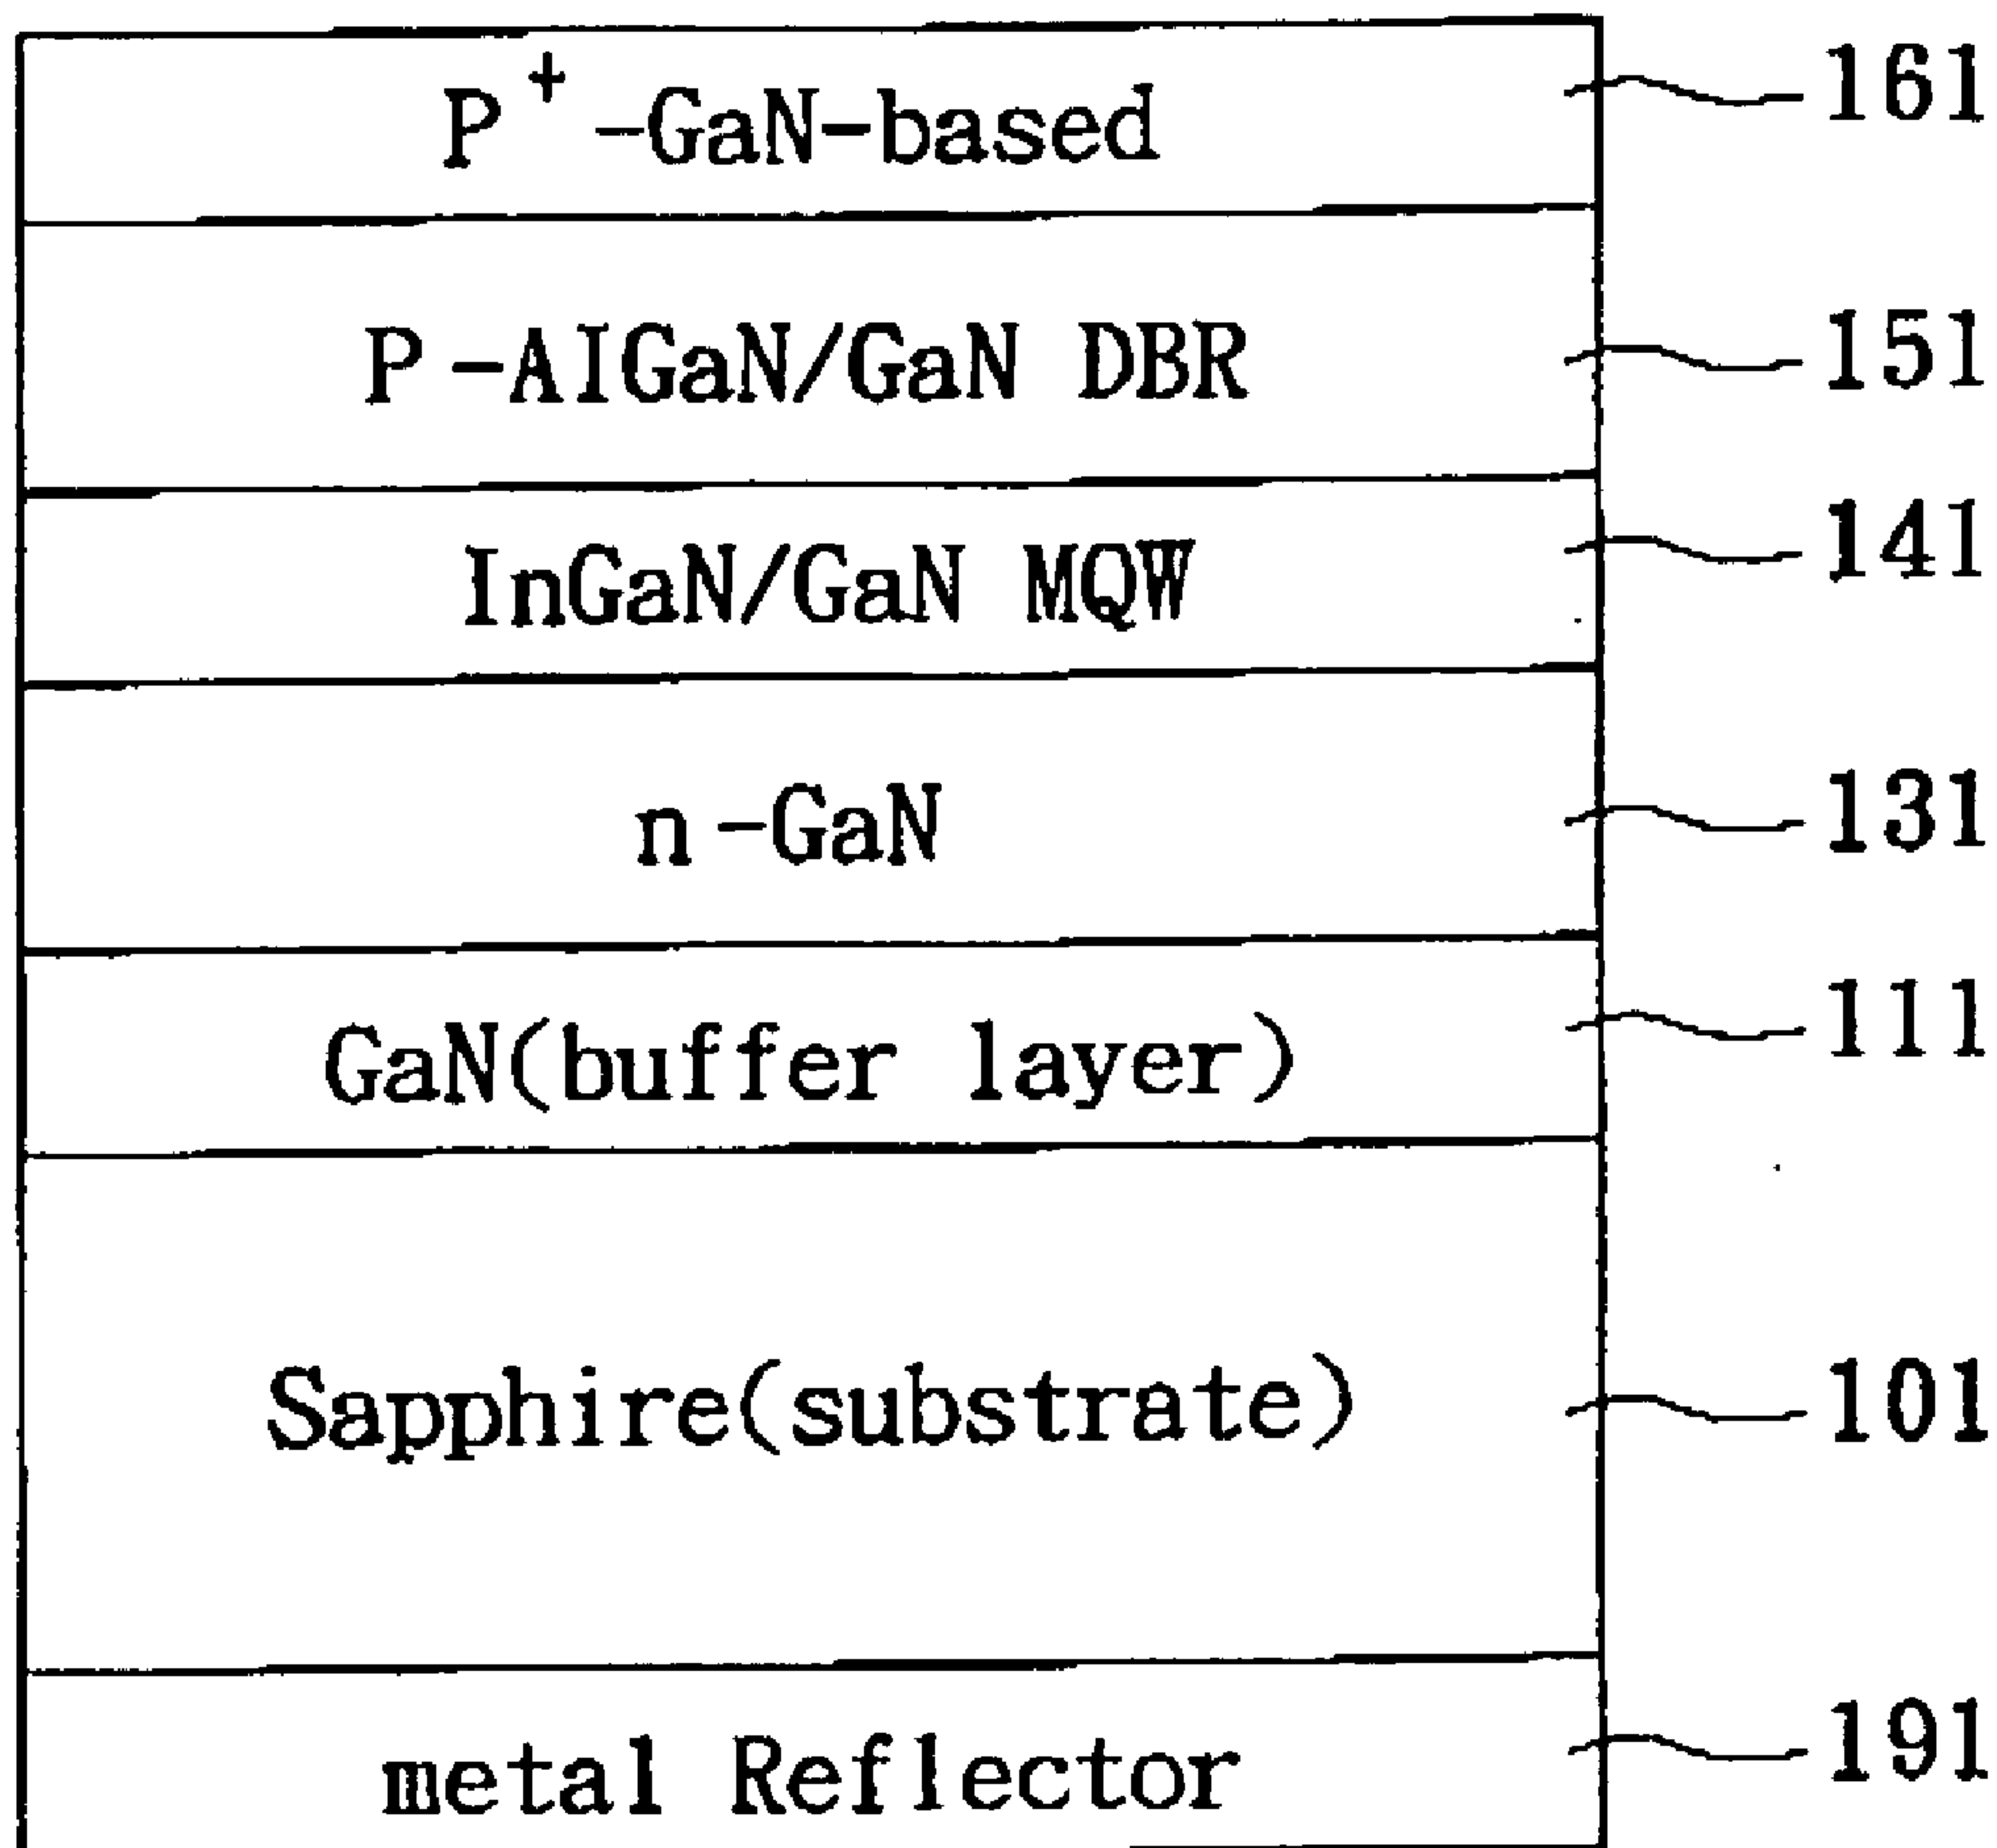 P⁺-GaN-based 161
P-AlGaN/GaN DBR 151
InGaN/GaN MQW 141
n-GaN 131
GaN(buffer layer) 111
Sapphire(substrate) 101
metal Reflector 191